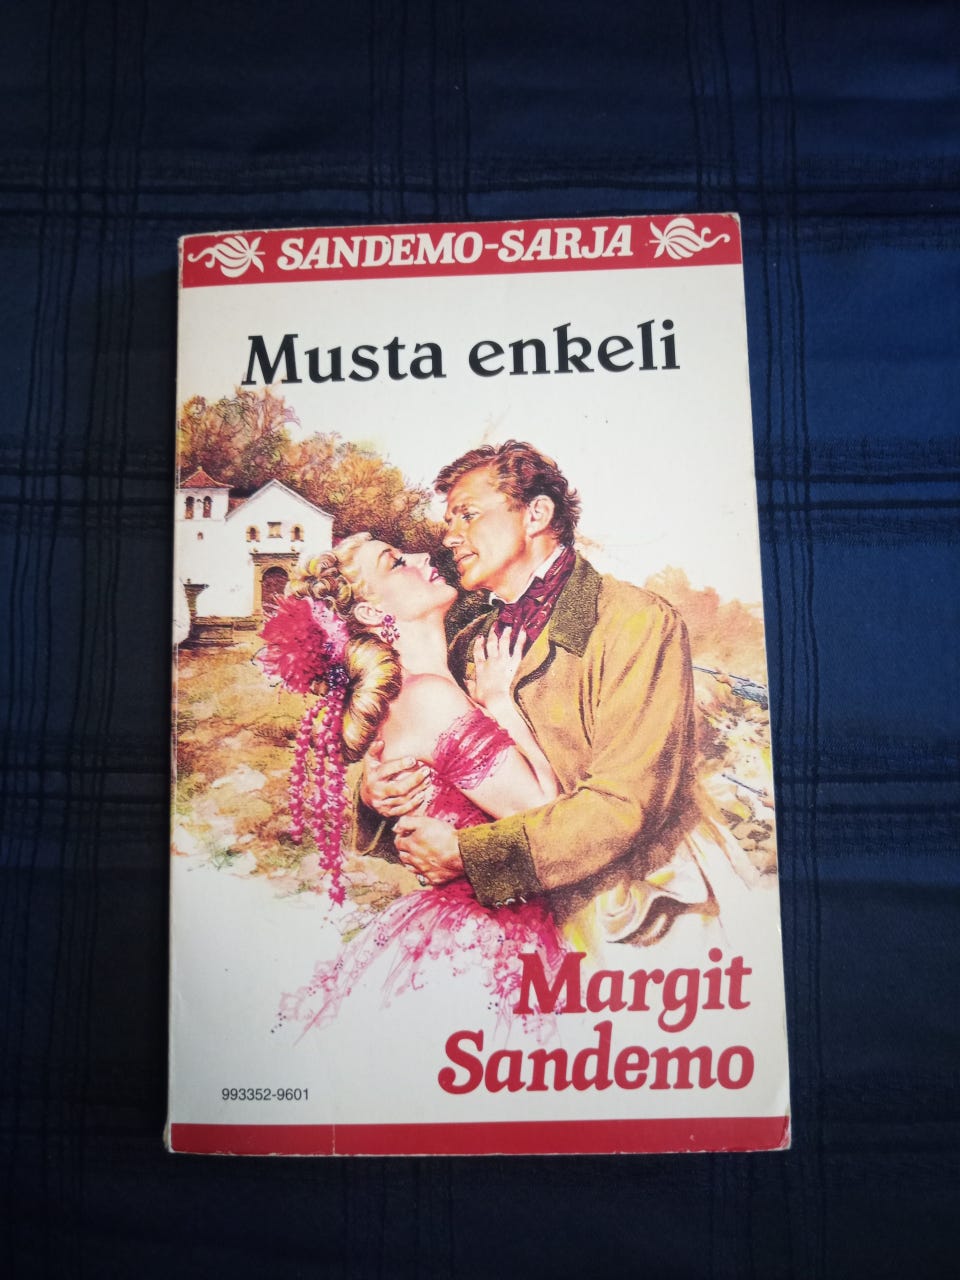 SANDEMO-SARJA
Musta enkeli
Margit
Sandemo
993352-9601